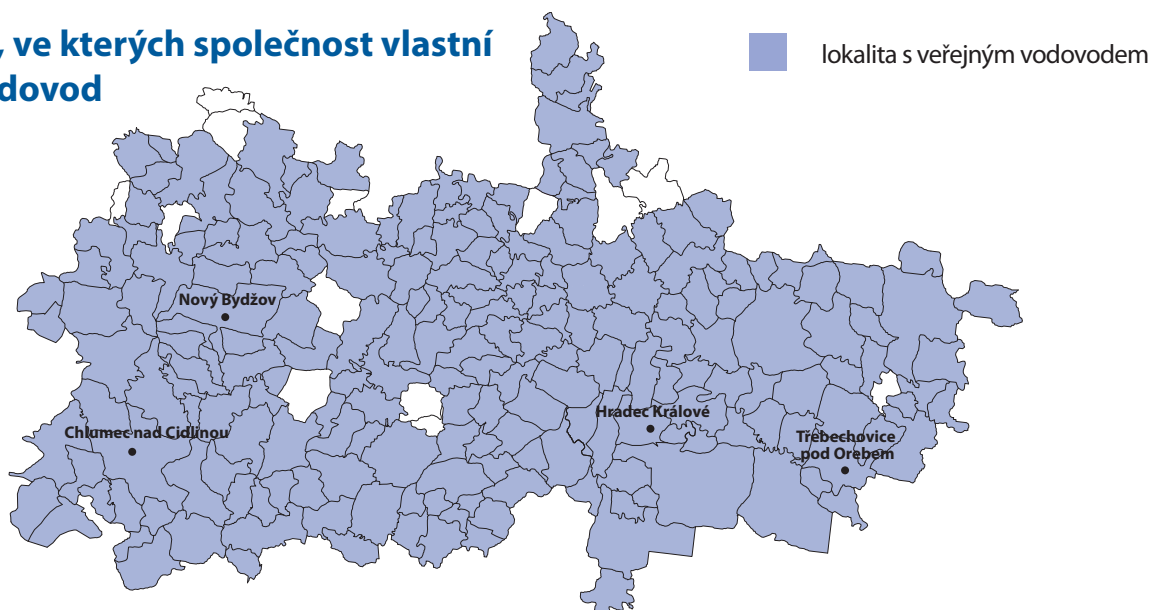 , ve kterých společnost vlastní
dovod
lokalita s veřejným vodovodem
Nový Bydžov
Hradec Králové
Chlumec nad Cidlinou
Třebechovice
pod Orebem